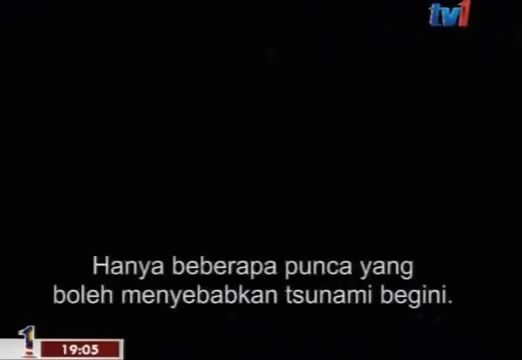 tv1
Hanya beberapa punca yang
boleh menyebabkan tsunami begini.
1
19:05